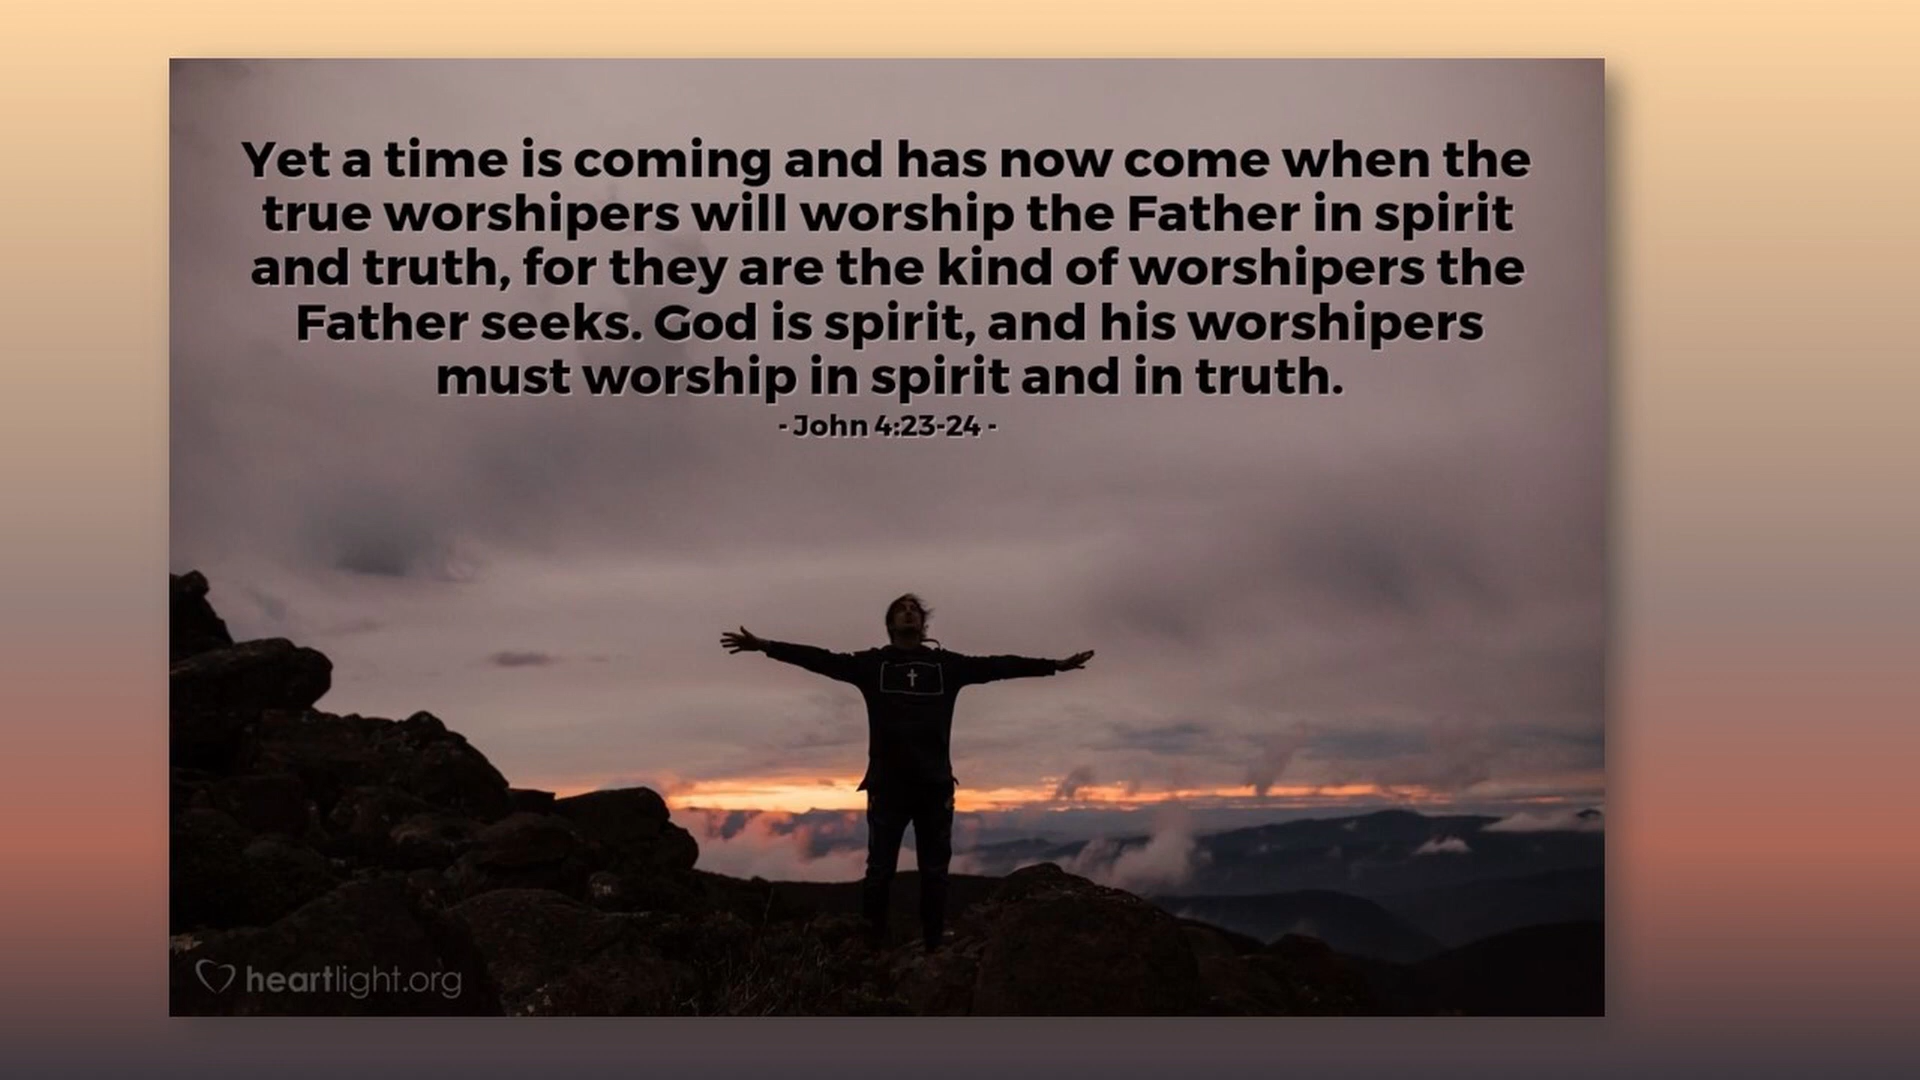 Yet a time is coming and has now come when the
true worshipers will worship the Father in spirit
and truth, for they are the kind of worshipers the
Father seeks. God is spirit, and his worshipers
must worship in spirit and in truth.
- John 4:23-24 -
heartlight.org